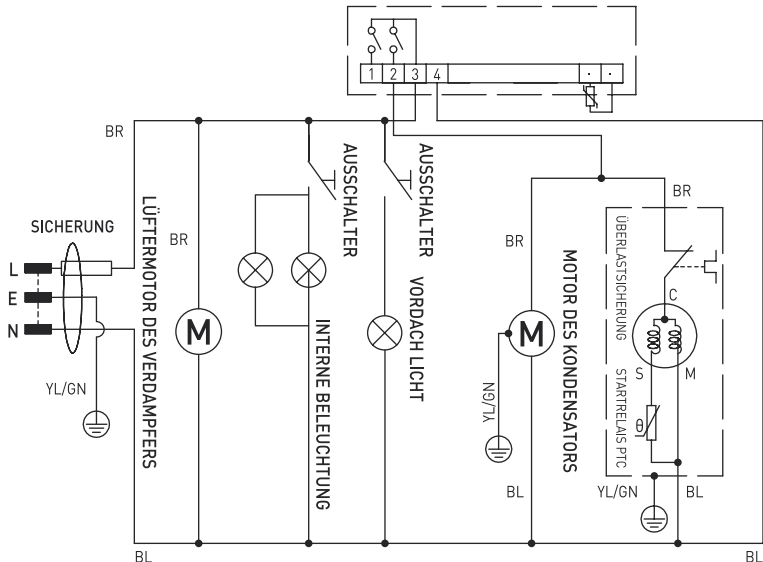 1 2 3 4
BR
SICHERUNG
L
E
N
YL/GN
LÜFTERMOTOR DES VERDAMPFERS
BR
M
AUSSCHALTER
INTERNE BELEUCHTUNG
AUSSCHALTER
VORDACH LICHT
BR
M
YL/GN
MOTOR DES KONDENSATORS
BL
BR
ÜBERLASTSICHERUNG
C
S M
STARTRELAIS PTC
θ
YL/GN
BL
BL
BL